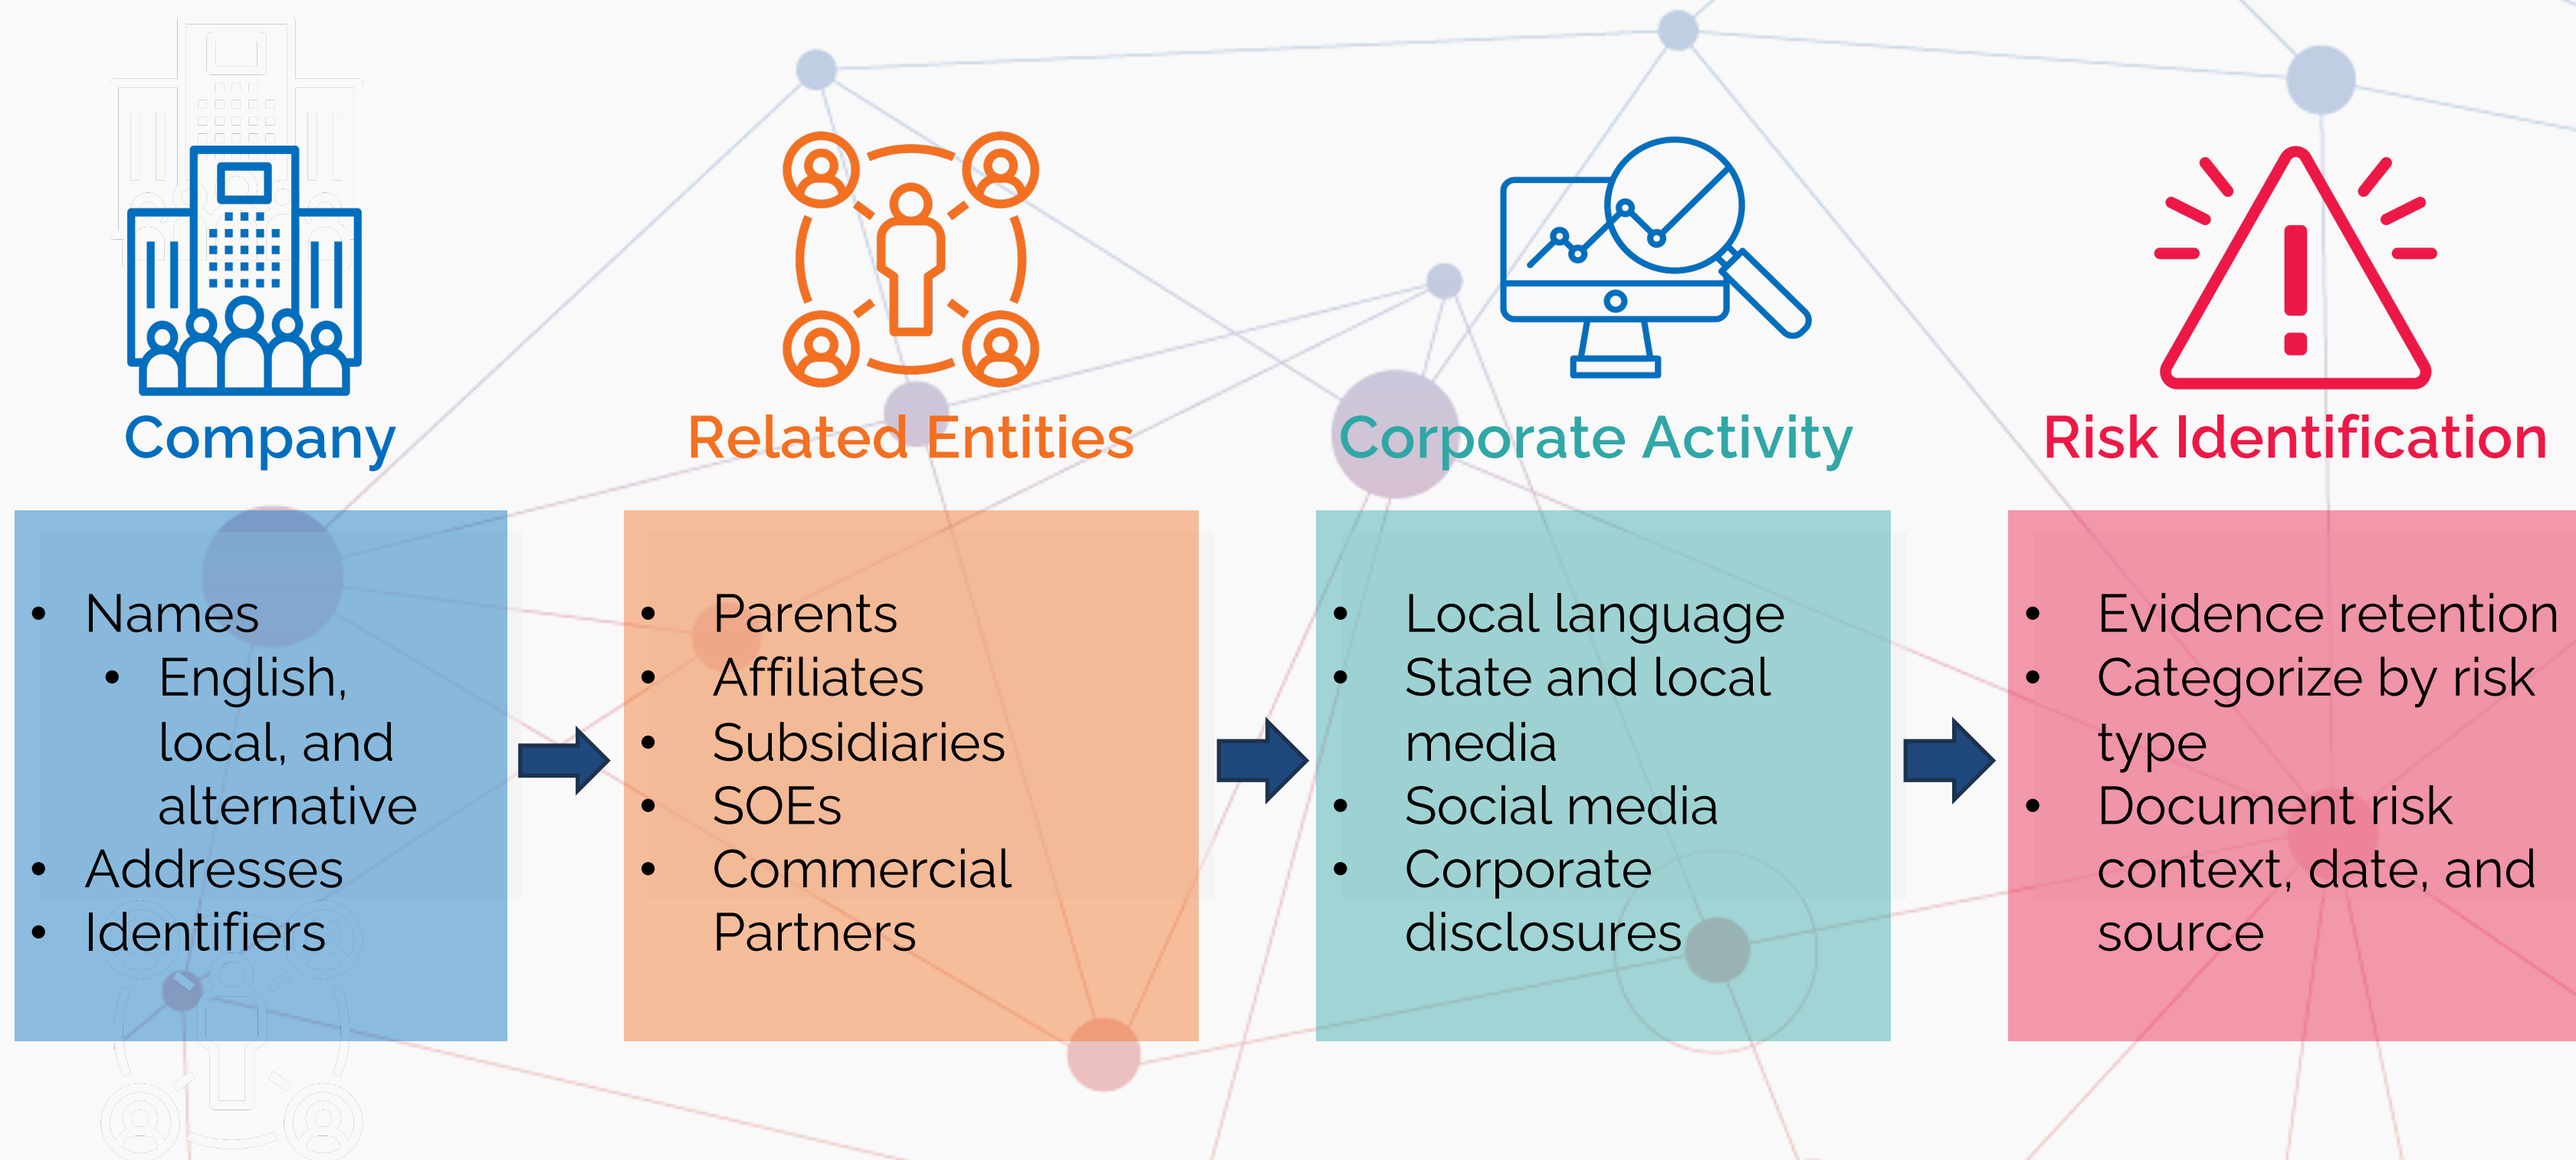 Company
• Names
• English,
local, and
alternative
• Addresses
• Identifiers
Related Entities
• Parents
• Affiliates
• Subsidiaries
• SOEs
• Commercial
Partners
Corporate Activity
• Local language
• State and local
media
• Social media
• Corporate
disclosures
Risk Identification
• Evidence retention
• Categorize by risk
type
• Document risk
context, date, and
source